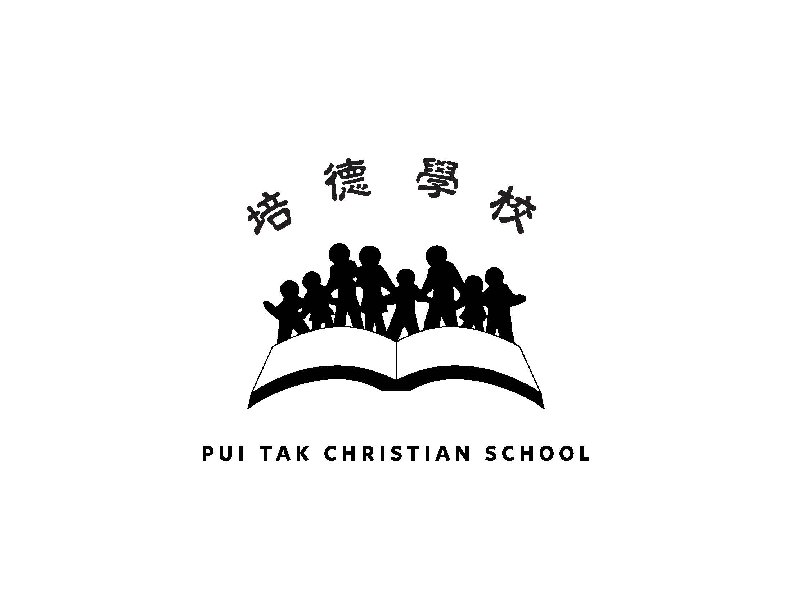 培德學校
PUI TAK CHRISTIAN SCHOOL